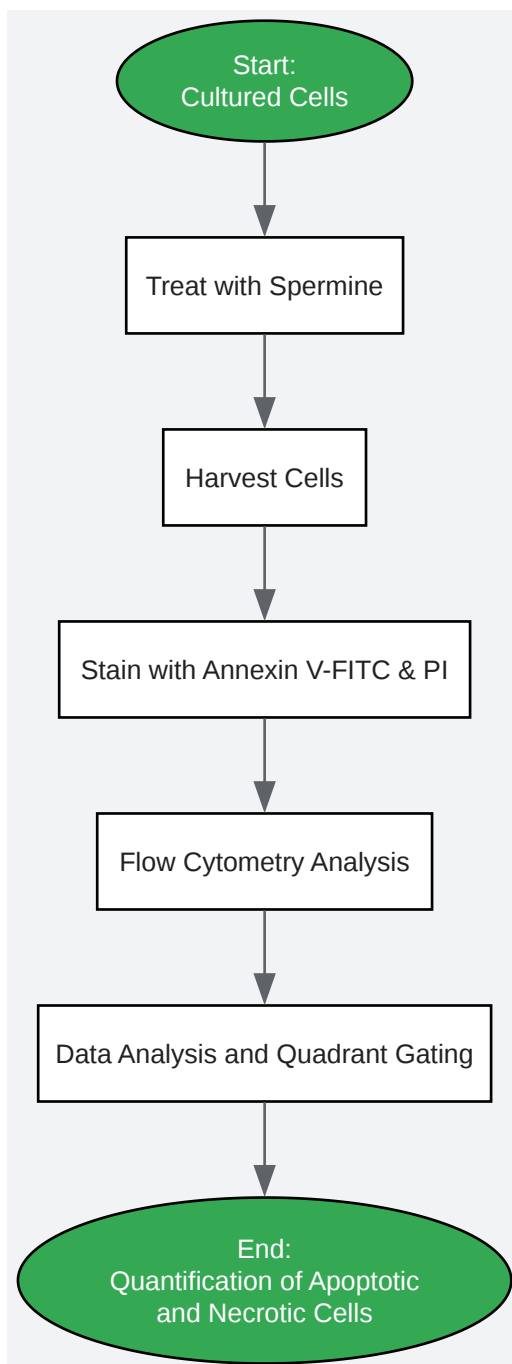 Start:
Cultured Cells
Treat with Spermine
Harvest Cells
Stain with Annexin V-FITC & PI
Flow Cytometry Analysis
Data Analysis and Quadrant Gating
End:
Quantification of Apoptotic
and Necrotic Cells